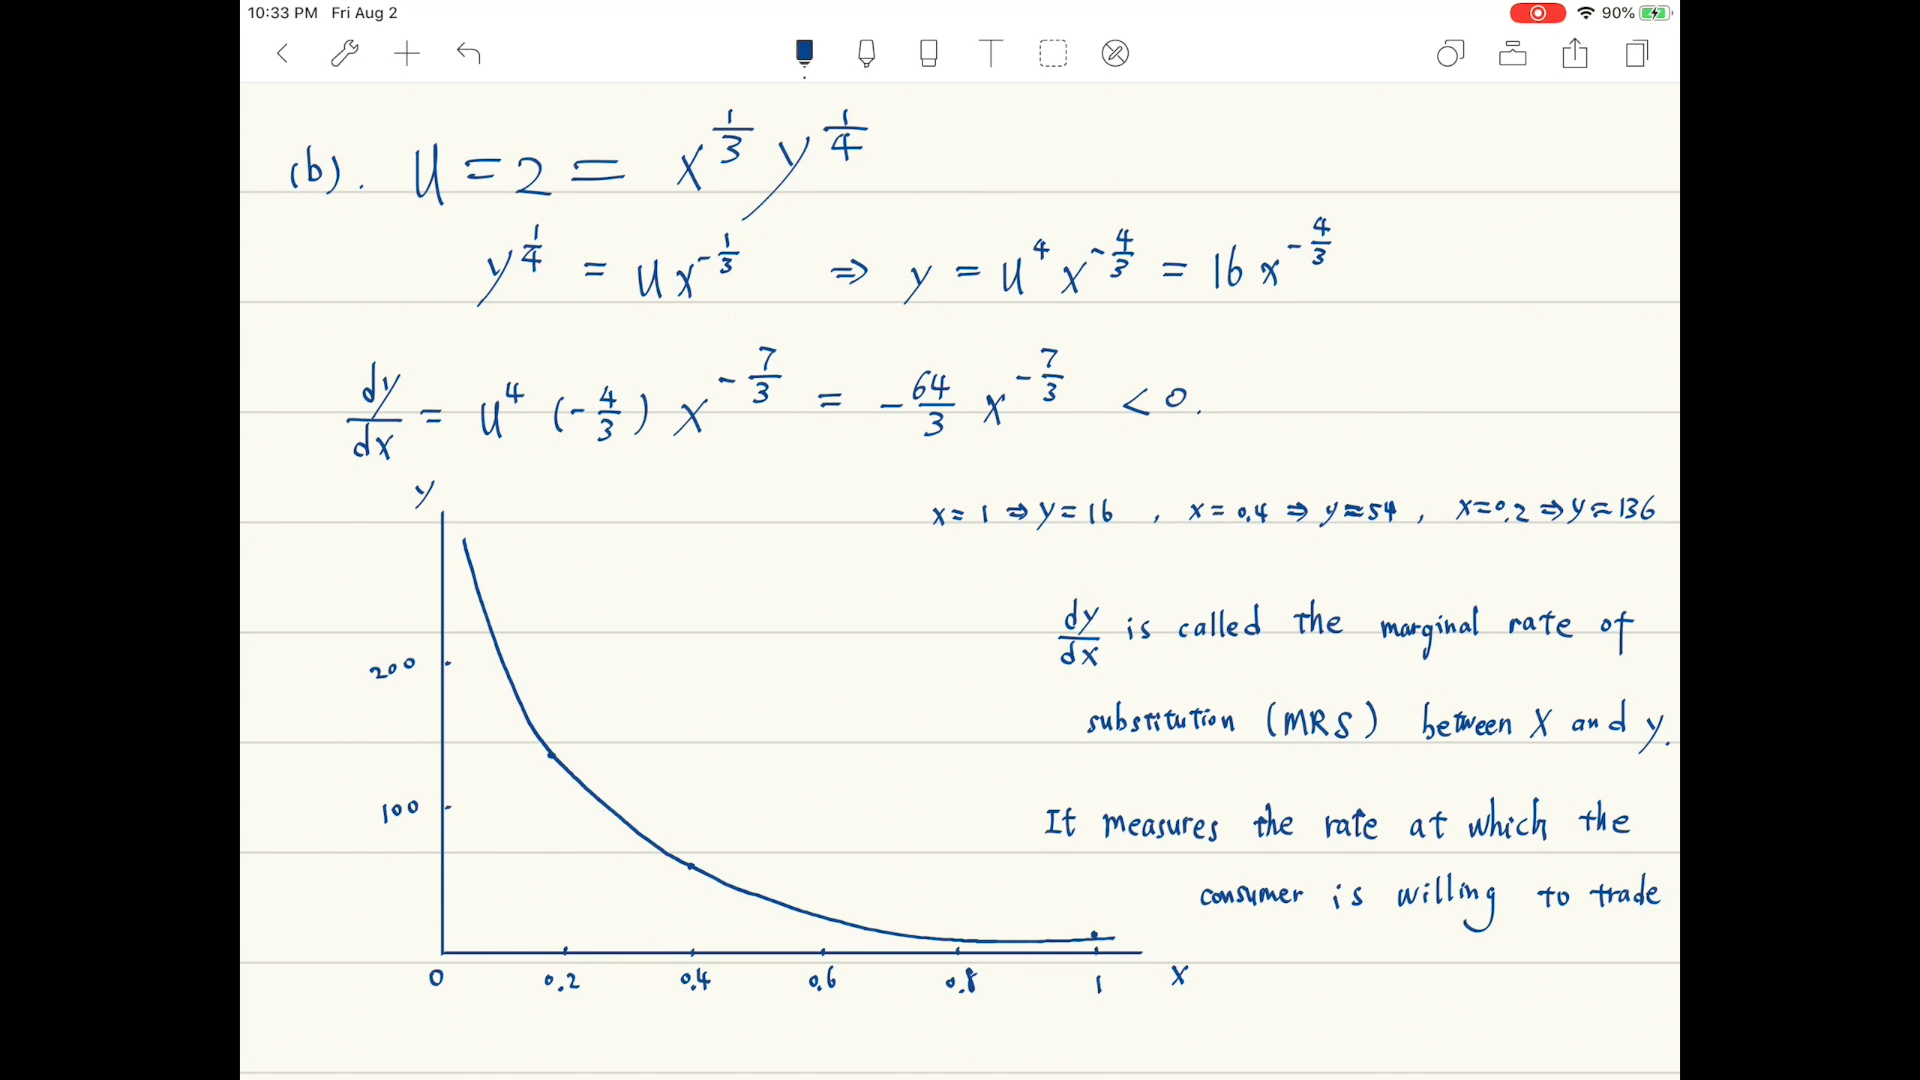 10:33 PM Fri Aug 2 90%
T
(b). U = 2 = x^{1/3} y^{1/4}
y^{1/4} = u x^{-1/3} ⇒ y = u^4 x^{-4/3} = 16 x^{-4/3}
dy/dx = u^4 (-4/3) x^{-7/3} = -64/3 x^{-7/3} < 0.
y
x = 1 ⇒ y = 16 , x = 0.4 ⇒ y ≈ 54 , x = 0.2 ⇒ y ≈ 136
dy/dx is called the marginal rate of
substitution (MRS) between X and y.
200
100
It measures the rate at which the
consumer is willing to trade
0 0.2 0.4 0.6 0.8 1 X